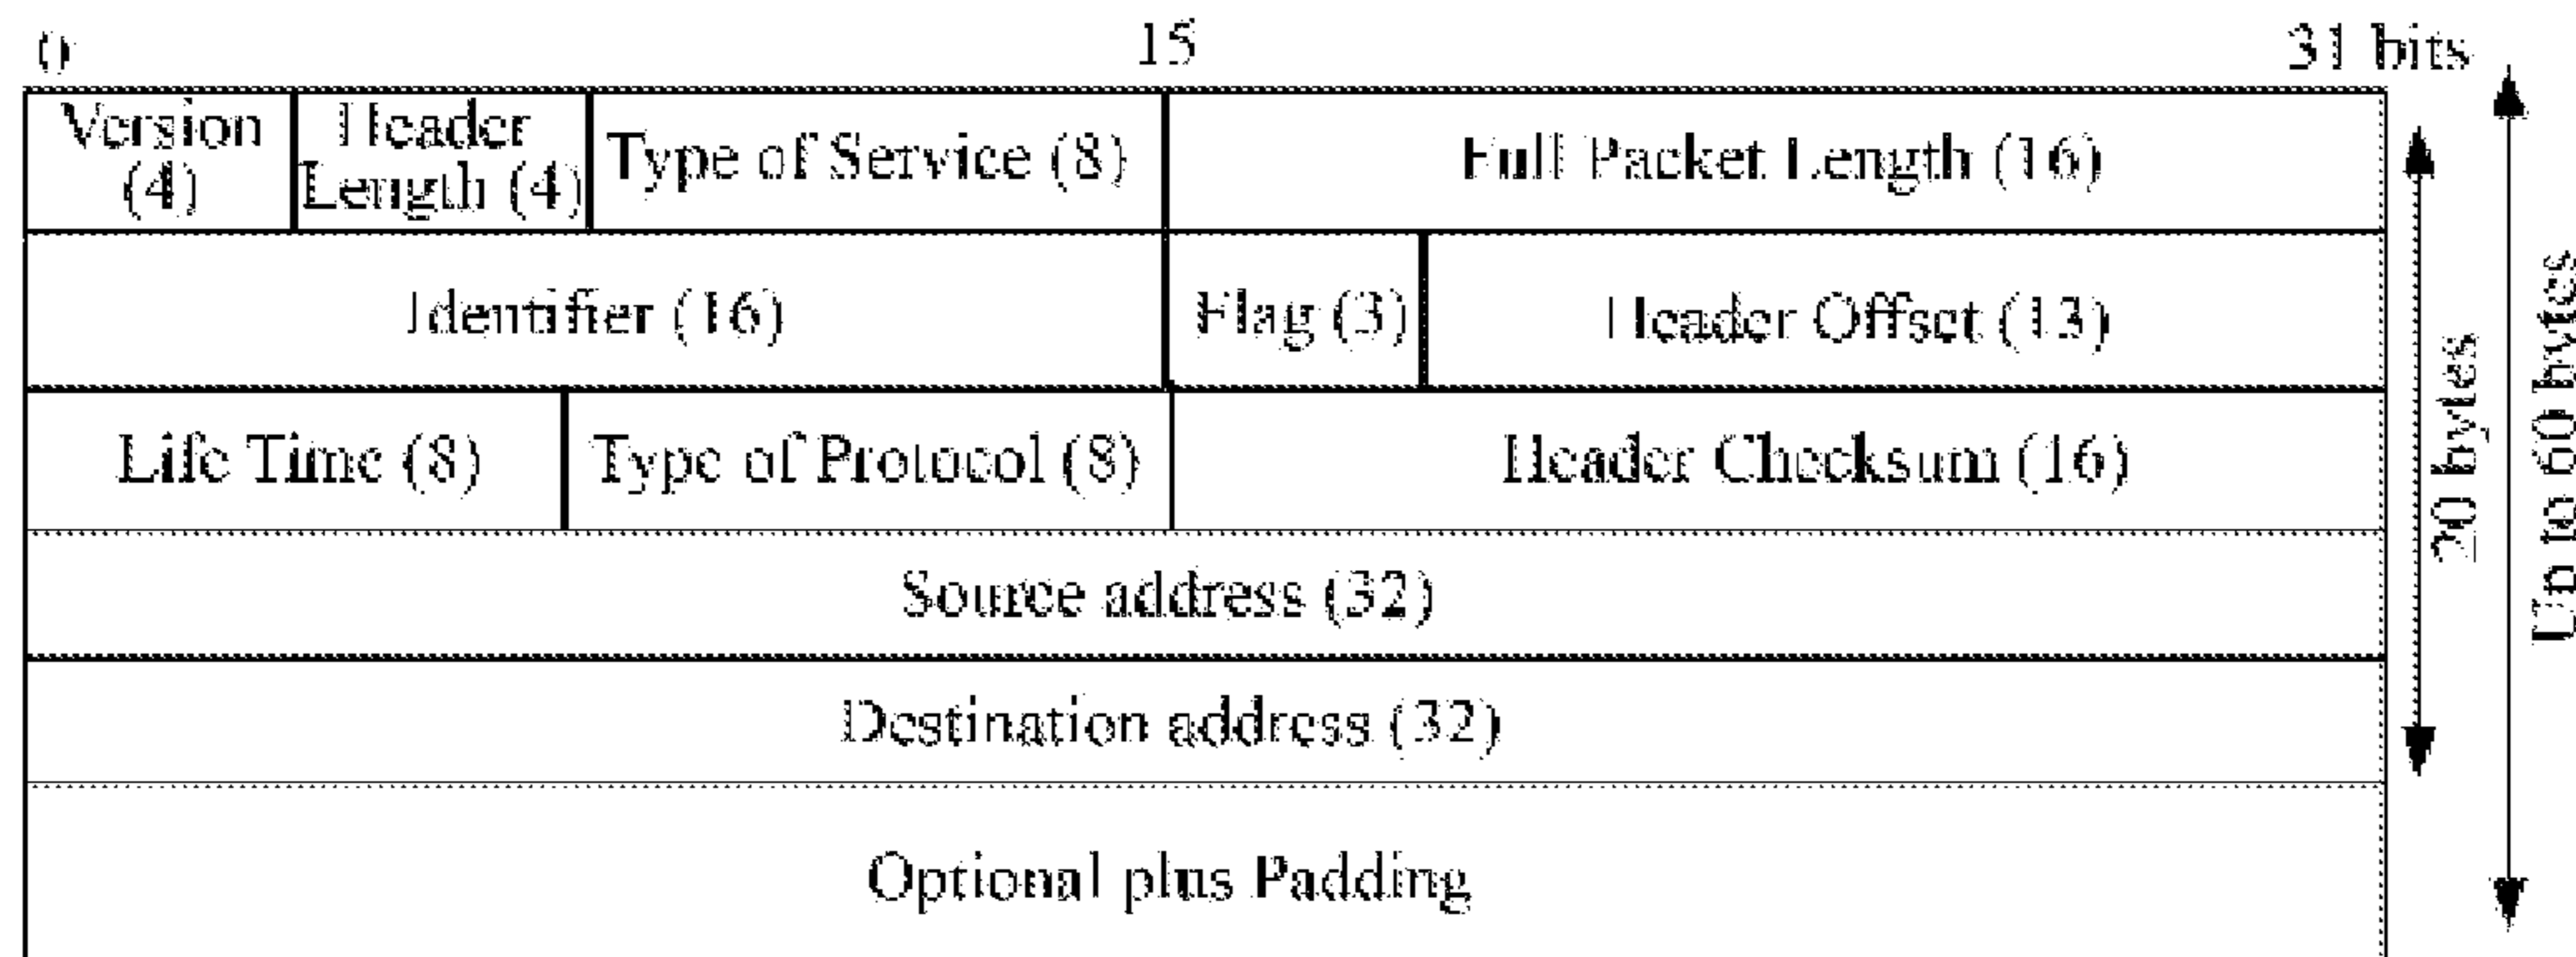 0 15 31 bits
Version (4) Header Length (4) Type of Service (8) Full Packet Length (16)
Identifier (16) Flag (3) Header Offset (13)
Life Time (8) Type of Protocol (8) Header Checksum (16)
Source address (32)
Destination address (32)
Optional plus Padding
20 bytes
Up to 60 bytes